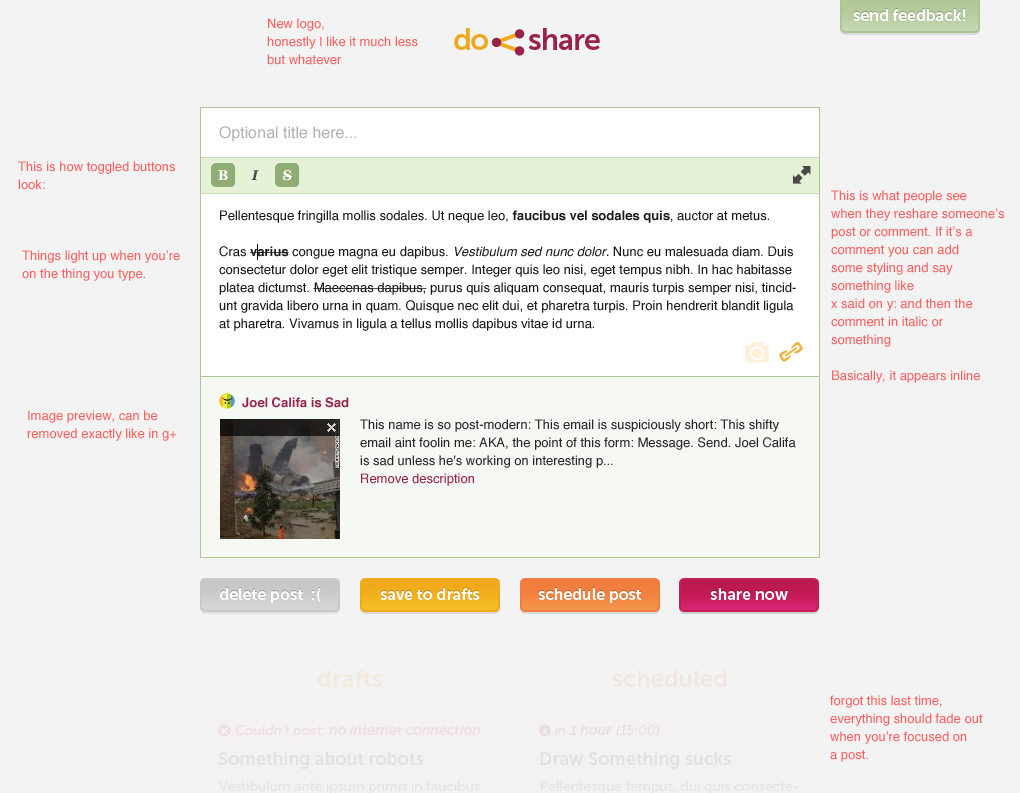 New logo,
honestly I like it much less
but whatever
do share
send feedback!
Optional title here...
This is how toggled buttons
look:
B I S
Pellentesque fringilla mollis sodales. Ut neque leo, faucibus vel sodales quis, auctor at metus.
Cras varius congue magna eu dapibus. Vestibulum sed nunc dolor. Nunc eu malesuada diam. Duis
consectetur dolor eget elit tristique semper. Integer quis leo nisi, eget tempus nibh. In hac habitasse
platea dictumst. Maecenas dapibus, purus quis aliquam consequat, mauris turpis semper nisi, tincid-
unt gravida libero urna in quam. Quisque nec elit dui, et pharetra turpis. Proin hendrerit blandit ligula
at pharetra. Vivamus in ligula a tellus mollis dapibus vitae id urna.
Things light up when you're
on the thing you type.
This is what people see
when they reshare someone's
post or comment. If it's a
comment you can add
some styling and say
something like
x said on y: and then the
comment in italic or
something
Basically, it appears inline
Image preview, can be
removed exactly like in g+
Joel Califa is Sad
This name is so post-modern: This email is suspiciously short: This shifty
email aint foolin me: AKA, the point of this form: Message. Send. Joel Califa
is sad unless he's working on interesting p...
Remove description
delete post :(
save to drafts
schedule post
share now
drafts
Couldn't post: no internet connection
Something about robots
Vestibulum ante ipsum primis in faucibus
scheduled
in 1 hour (15:00)
Draw Something sucks
Pellentesque tempus, dui quis consecte-
forgot this last time,
everything should fade out
when you're focused on
a post.